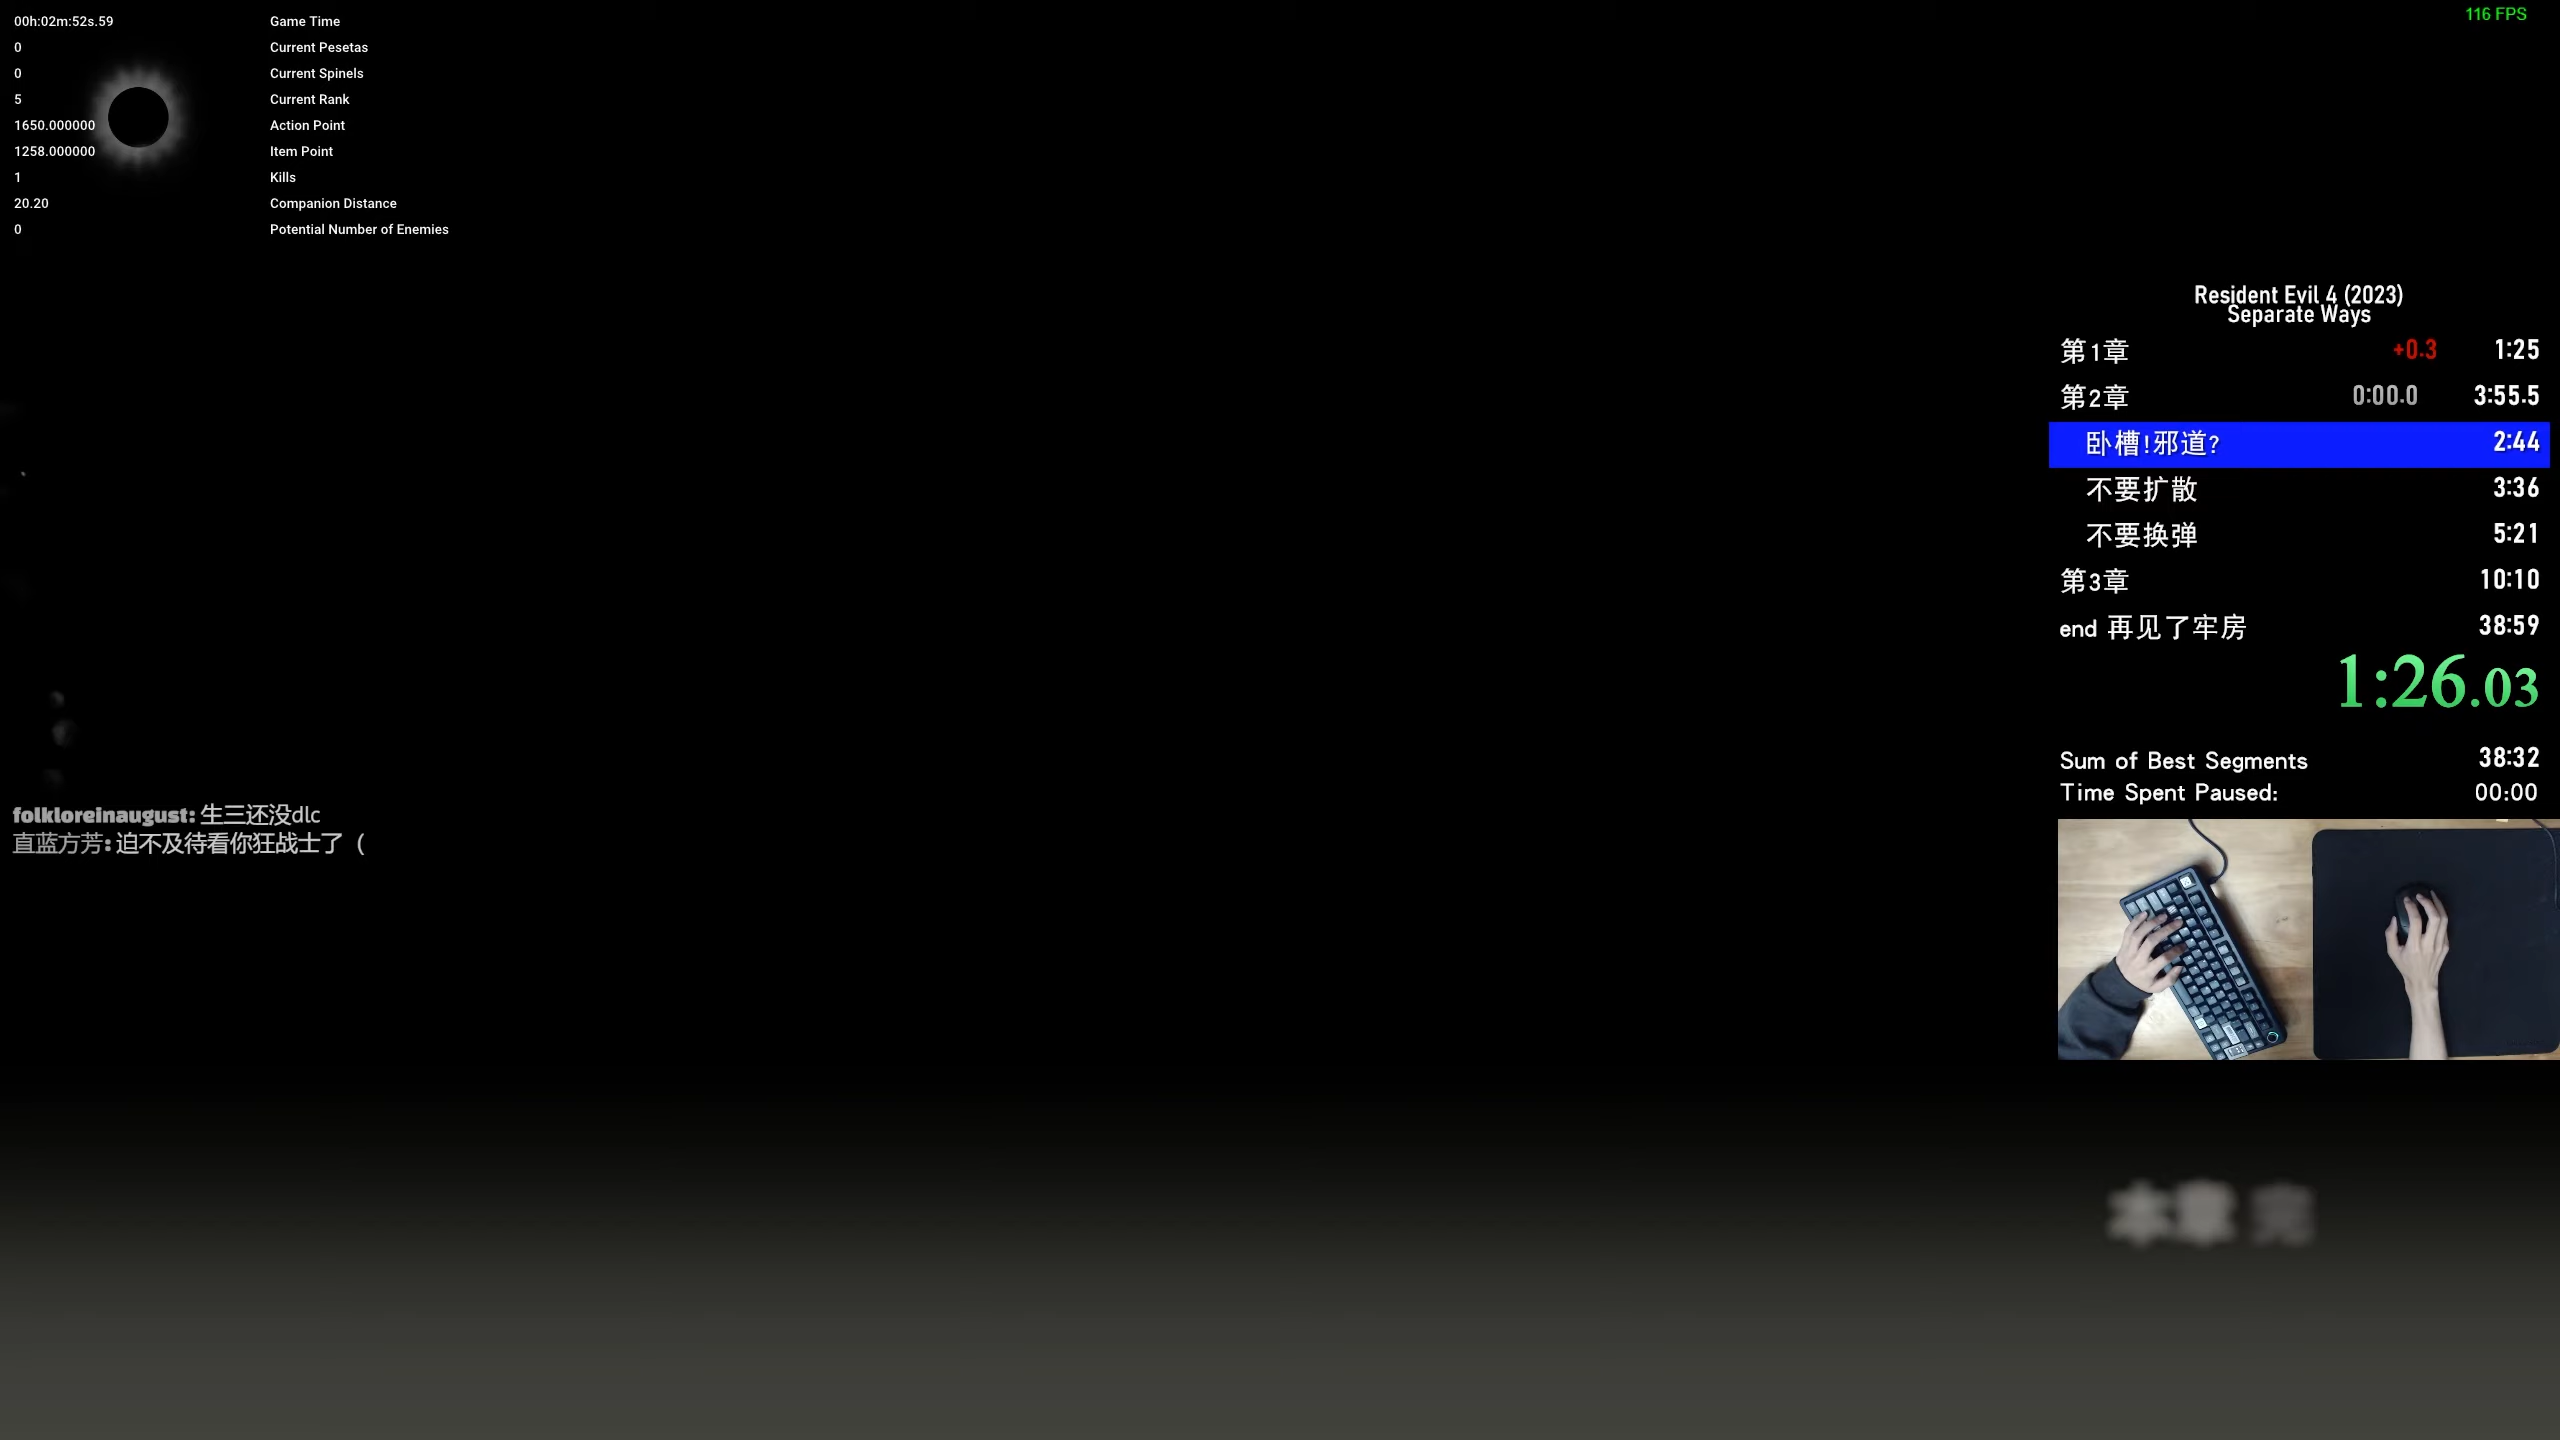 00h:02m:52s.59 Game Time
0 Current Pesetas
0 Current Spinels
5 Current Rank
1650.000000 Action Point
1258.000000 Item Point
1 Kills
20.20 Companion Distance
0 Potential Number of Enemies
116 FPS
Resident Evil 4 (2023)
Separate Ways
第1章 +0.3 1:25
第2章 0:00.0 3:55.5
卧槽!邪道? 2:44
不要扩散 3:36
不要换弹 5:21
第3章 10:10
end 再见了牢房 38:59
1:26.03
Sum of Best Segments 38:32
Time Spent Paused: 00:00
folkloreinaugust: 生三还没dlc
直蓝方芳: 迫不及待看你狂战士了（